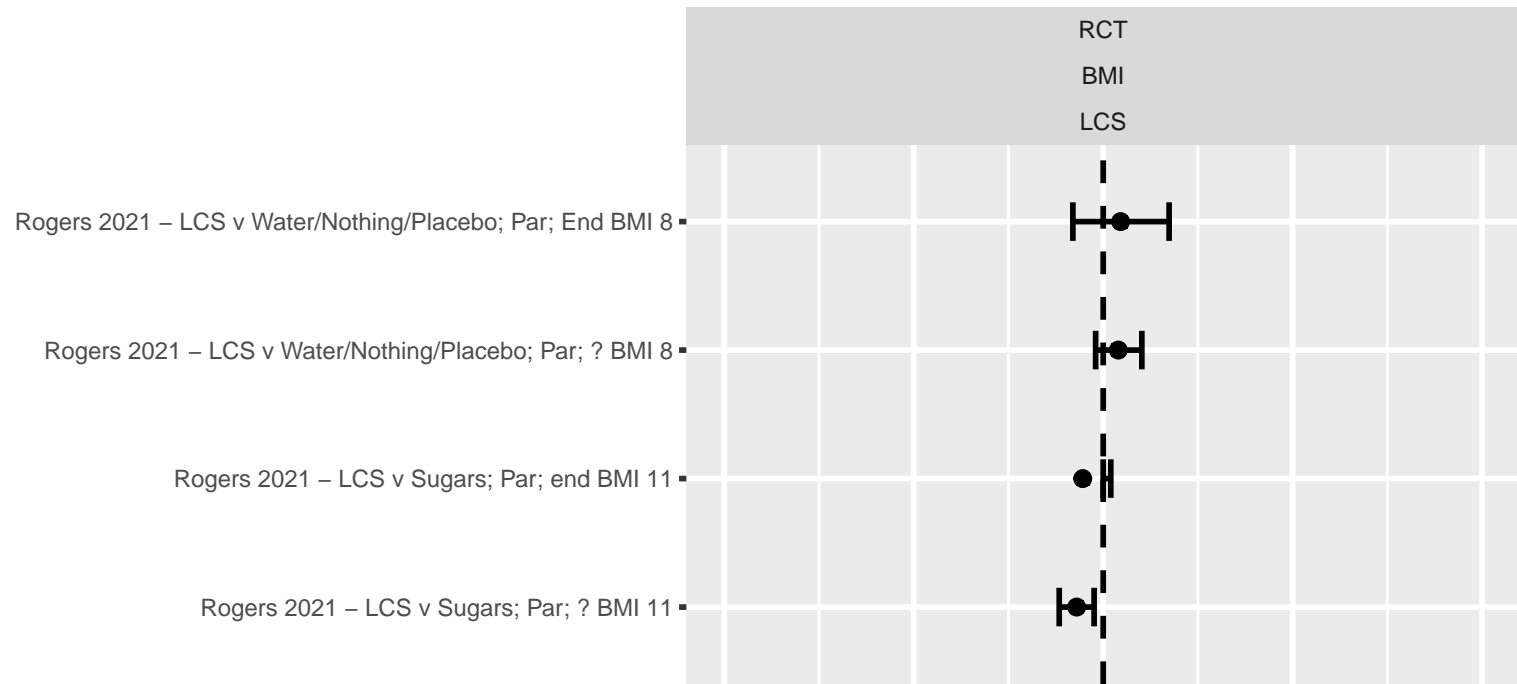 RCT
BMI
LCS
Rogers 2021 – LCS v Water/Nothing/Placebo; Par; End BMI 8
Rogers 2021 – LCS v Water/Nothing/Placebo; Par; ? BMI 8
Rogers 2021 – LCS v Sugars; Par; end BMI 11
Rogers 2021 – LCS v Sugars; Par; ? BMI 11